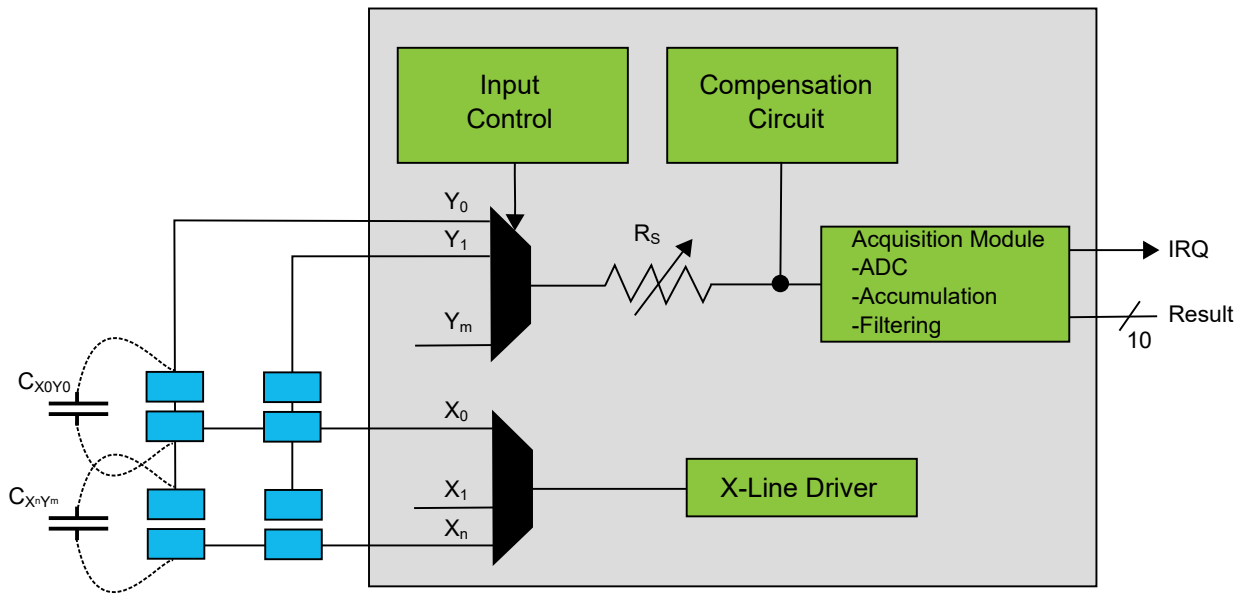 Input
Control
Compensation
Circuit
Y0
Y1
Ym
RS
Acquisition Module
-ADC
-Accumulation
-Filtering
IRQ
Result
10
CX0Y0
CXnYm
X0
X1
Xn
X-Line Driver